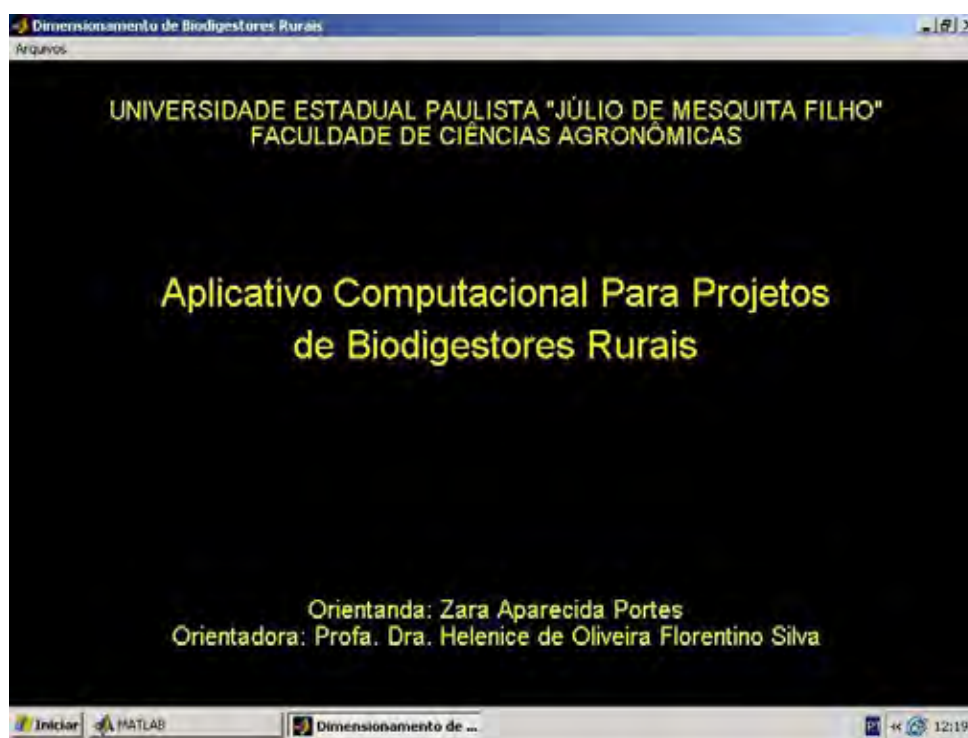 Dimensionamento de Biodigestores Rurais
Arquivos
UNIVERSIDADE ESTADUAL PAULISTA "JÚLIO DE MESQUITA FILHO"
FACULDADE DE CIÊNCIAS AGRONÔMICAS
Aplicativo Computacional Para Projetos
de Biodigestores Rurais
Orientanda: Zara Aparecida Portes
Orientadora: Profa. Dra. Helenice de Oliveira Florentino Silva
Iniciar MATLAB Dimensionamento de ... PT « 12:19